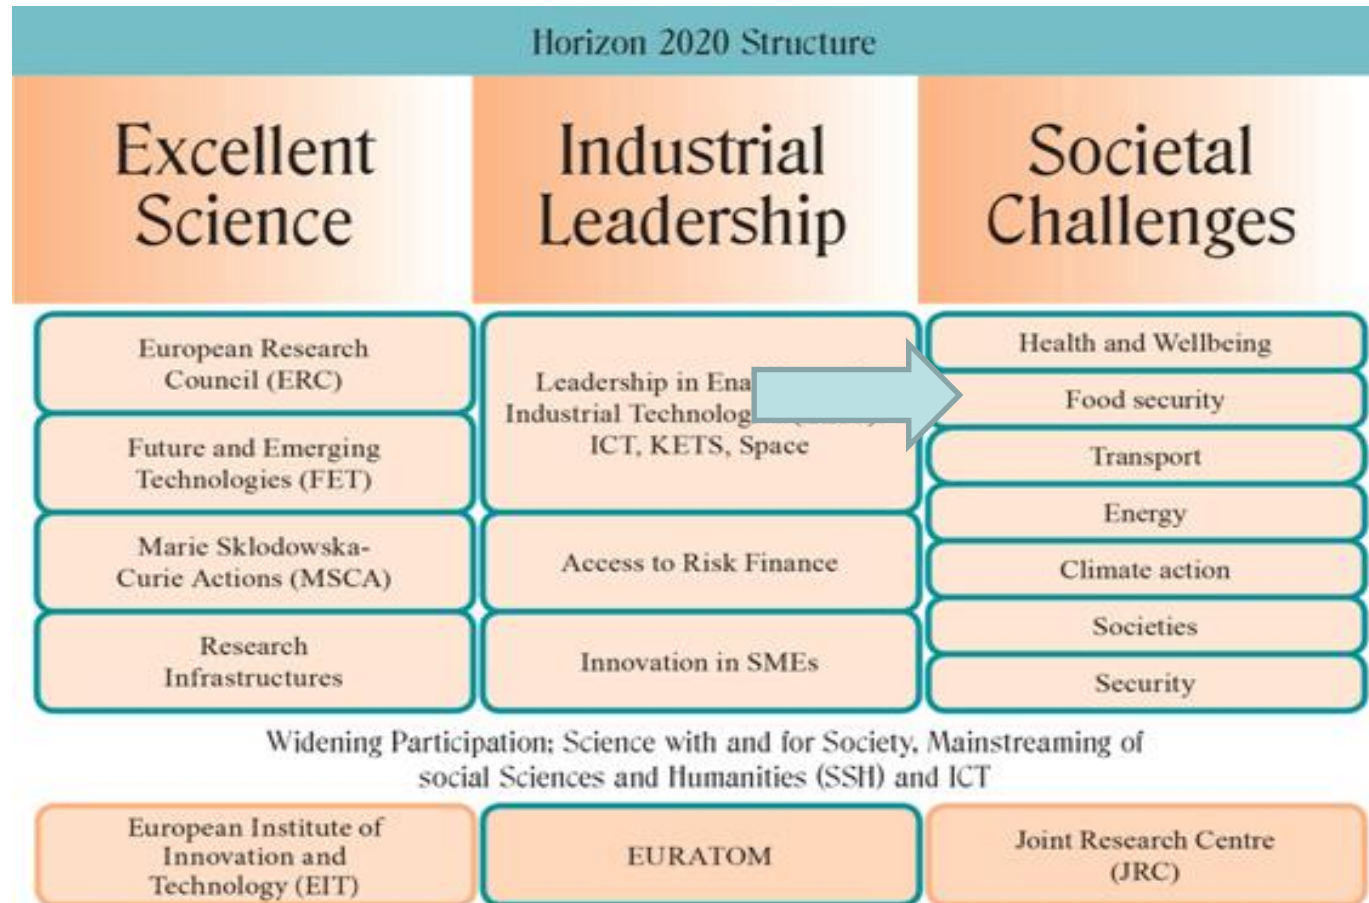 Horizon 2020 Structure
Excellent
Science
Industrial
Leadership
Societal
Challenges
European Research
Council (ERC)
Future and Emerging
Technologies (FET)
Marie Sklodowska-
Curie Actions (MSCA)
Research
Infrastructures
Leadership in
Industrial
ICT, KETS, Space
Access to Risk Finance
Innovation in SMEs
Health and Wellbeing
Food security
Transport
Energy
Climate action
Societies
Security
Widening Participation; Science with and for Society, Mainstreaming of
social Sciences and Humanities (SSH) and ICT
European Institute of
Innovation and
Technology (EIT)
EURATOM
Joint Research Centre
(JRC)